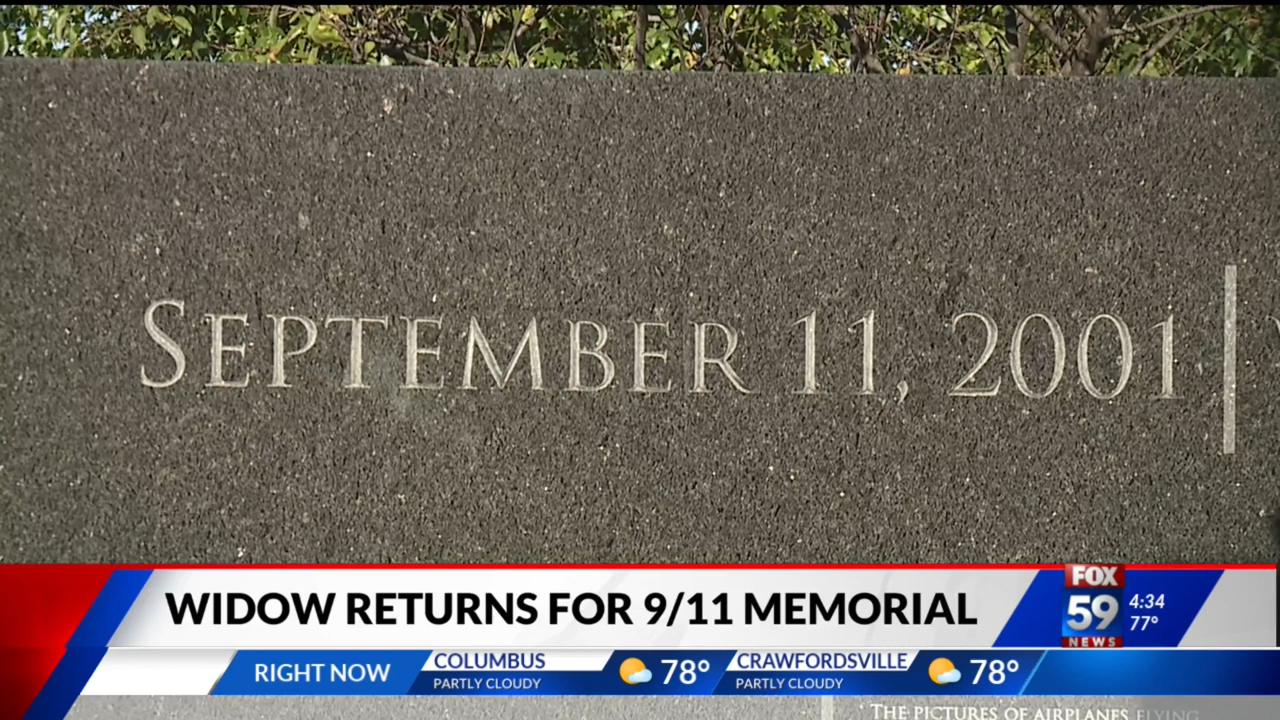 SEPTEMBER 11, 2001
WIDOW RETURNS FOR 9/11 MEMORIAL
FOX
59
NEWS
4:34
77°
RIGHT NOW
COLUMBUS
PARTLY CLOUDY
78°
CRAWFORDSVILLE
PARTLY CLOUDY
78°
THE PICTURES OF AIRPLANES FLYING